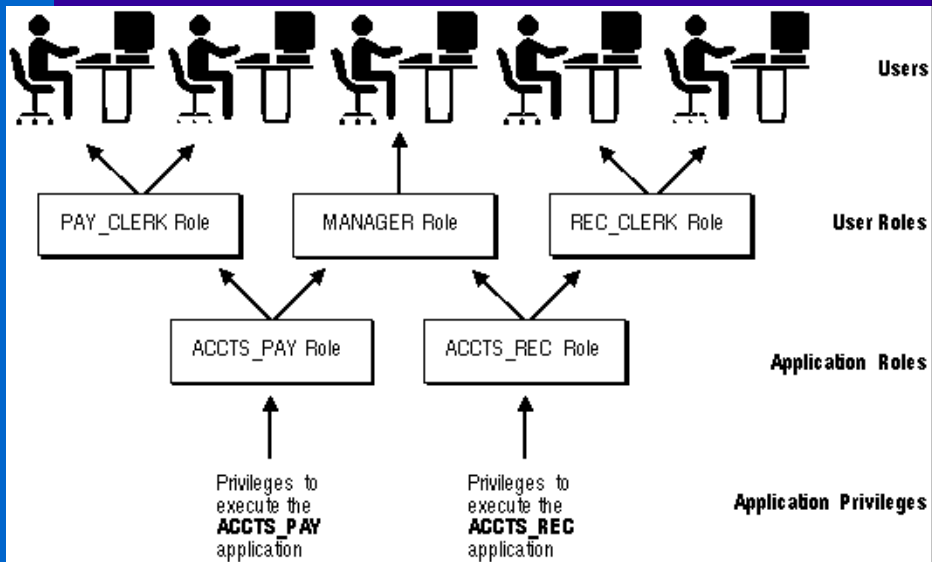 Users
PAY_CLERK Role
MANAGER Role
REC_CLERK Role
User Roles
ACCTS_PAY Role
ACCTS_REC Role
Application Roles
Privileges to
execute the
ACCTS_PAY
application
Privileges to
execute the
ACCTS_REC
application
Application Privileges